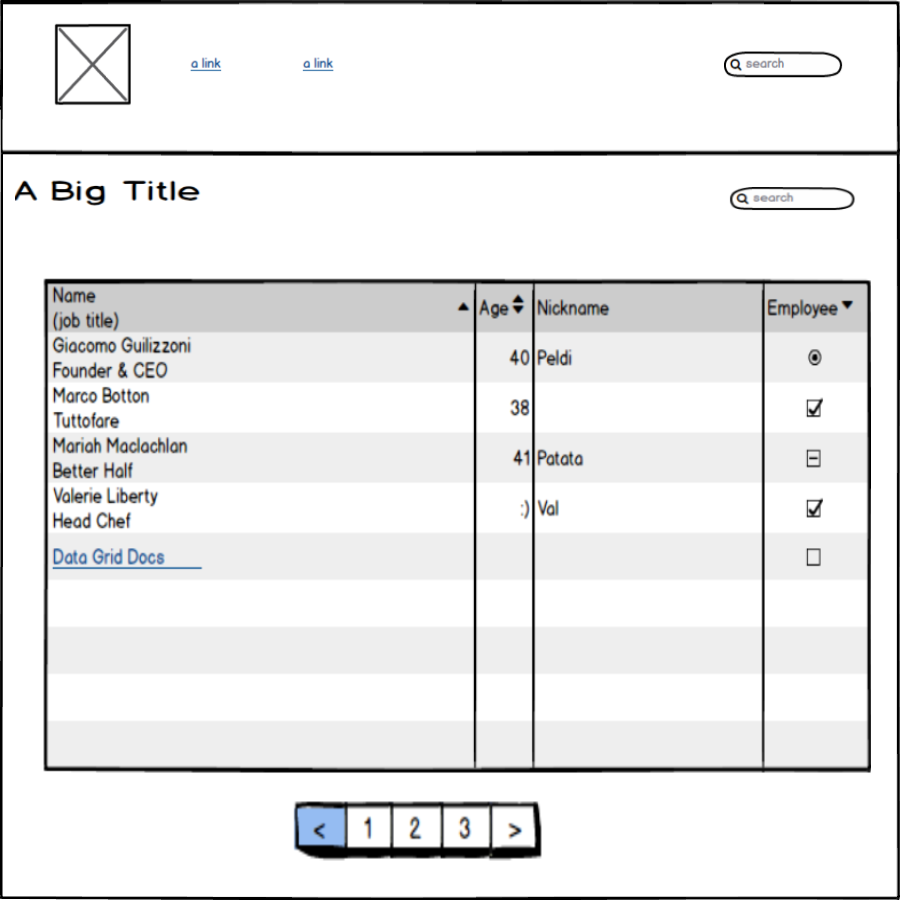 a link a link search
A Big Title search
Name
(job title) Age Nickname Employee
Giacomo Guilizzoni
Founder & CEO 40 Peldi
Marco Botton
Tuttofare 38
Mariah Maclachlan
Better Half 41 Patata
Valerie Liberty
Head Chef :) Val
Data Grid Docs
< 1 2 3 >